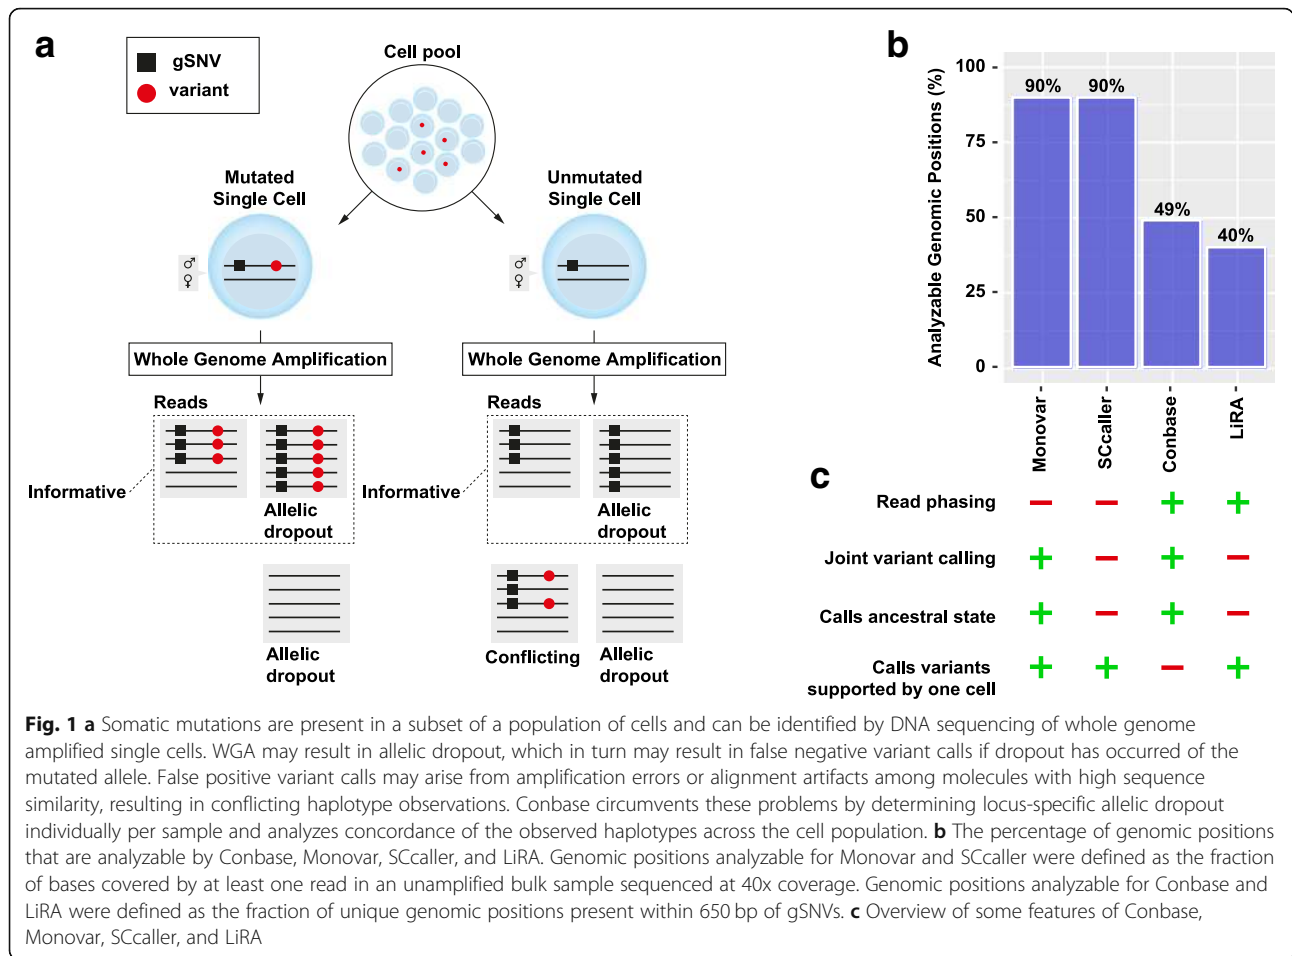 a
gSNV
variant
Cell pool
Mutated
Single Cell
Unmutated
Single Cell
♂
♀
♂
♀
Whole Genome Amplification
Whole Genome Amplification
Reads
Reads
Informative
Informative
Allelic
dropout
Allelic
dropout
Allelic
dropout
Conflicting
Allelic
dropout
b
Analyzable Genomic Positions (%)
100
75
50
25
0
90%
90%
49%
40%
Monovar
SCcaller
Conbase
LiRA
c
Read phasing
− − + +
Joint variant calling
+ − + −
Calls ancestral state
+ − + −
Calls variants
supported by one cell
+ + − +
Fig. 1 a Somatic mutations are present in a subset of a population of cells and can be identified by DNA sequencing of whole genome
amplified single cells. WGA may result in allelic dropout, which in turn may result in false negative variant calls if dropout has occurred of the
mutated allele. False positive variant calls may arise from amplification errors or alignment artifacts among molecules with high sequence
similarity, resulting in conflicting haplotype observations. Conbase circumvents these problems by determining locus-specific allelic dropout
individually per sample and analyzes concordance of the observed haplotypes across the cell population. b The percentage of genomic positions
that are analyzable by Conbase, Monovar, SCcaller, and LiRA. Genomic positions analyzable for Monovar and SCcaller were defined as the fraction
of bases covered by at least one read in an unamplified bulk sample sequenced at 40x coverage. Genomic positions analyzable for Conbase and
LiRA were defined as the fraction of unique genomic positions present within 650 bp of gSNVs. c Overview of some features of Conbase,
Monovar, SCcaller, and LiRA